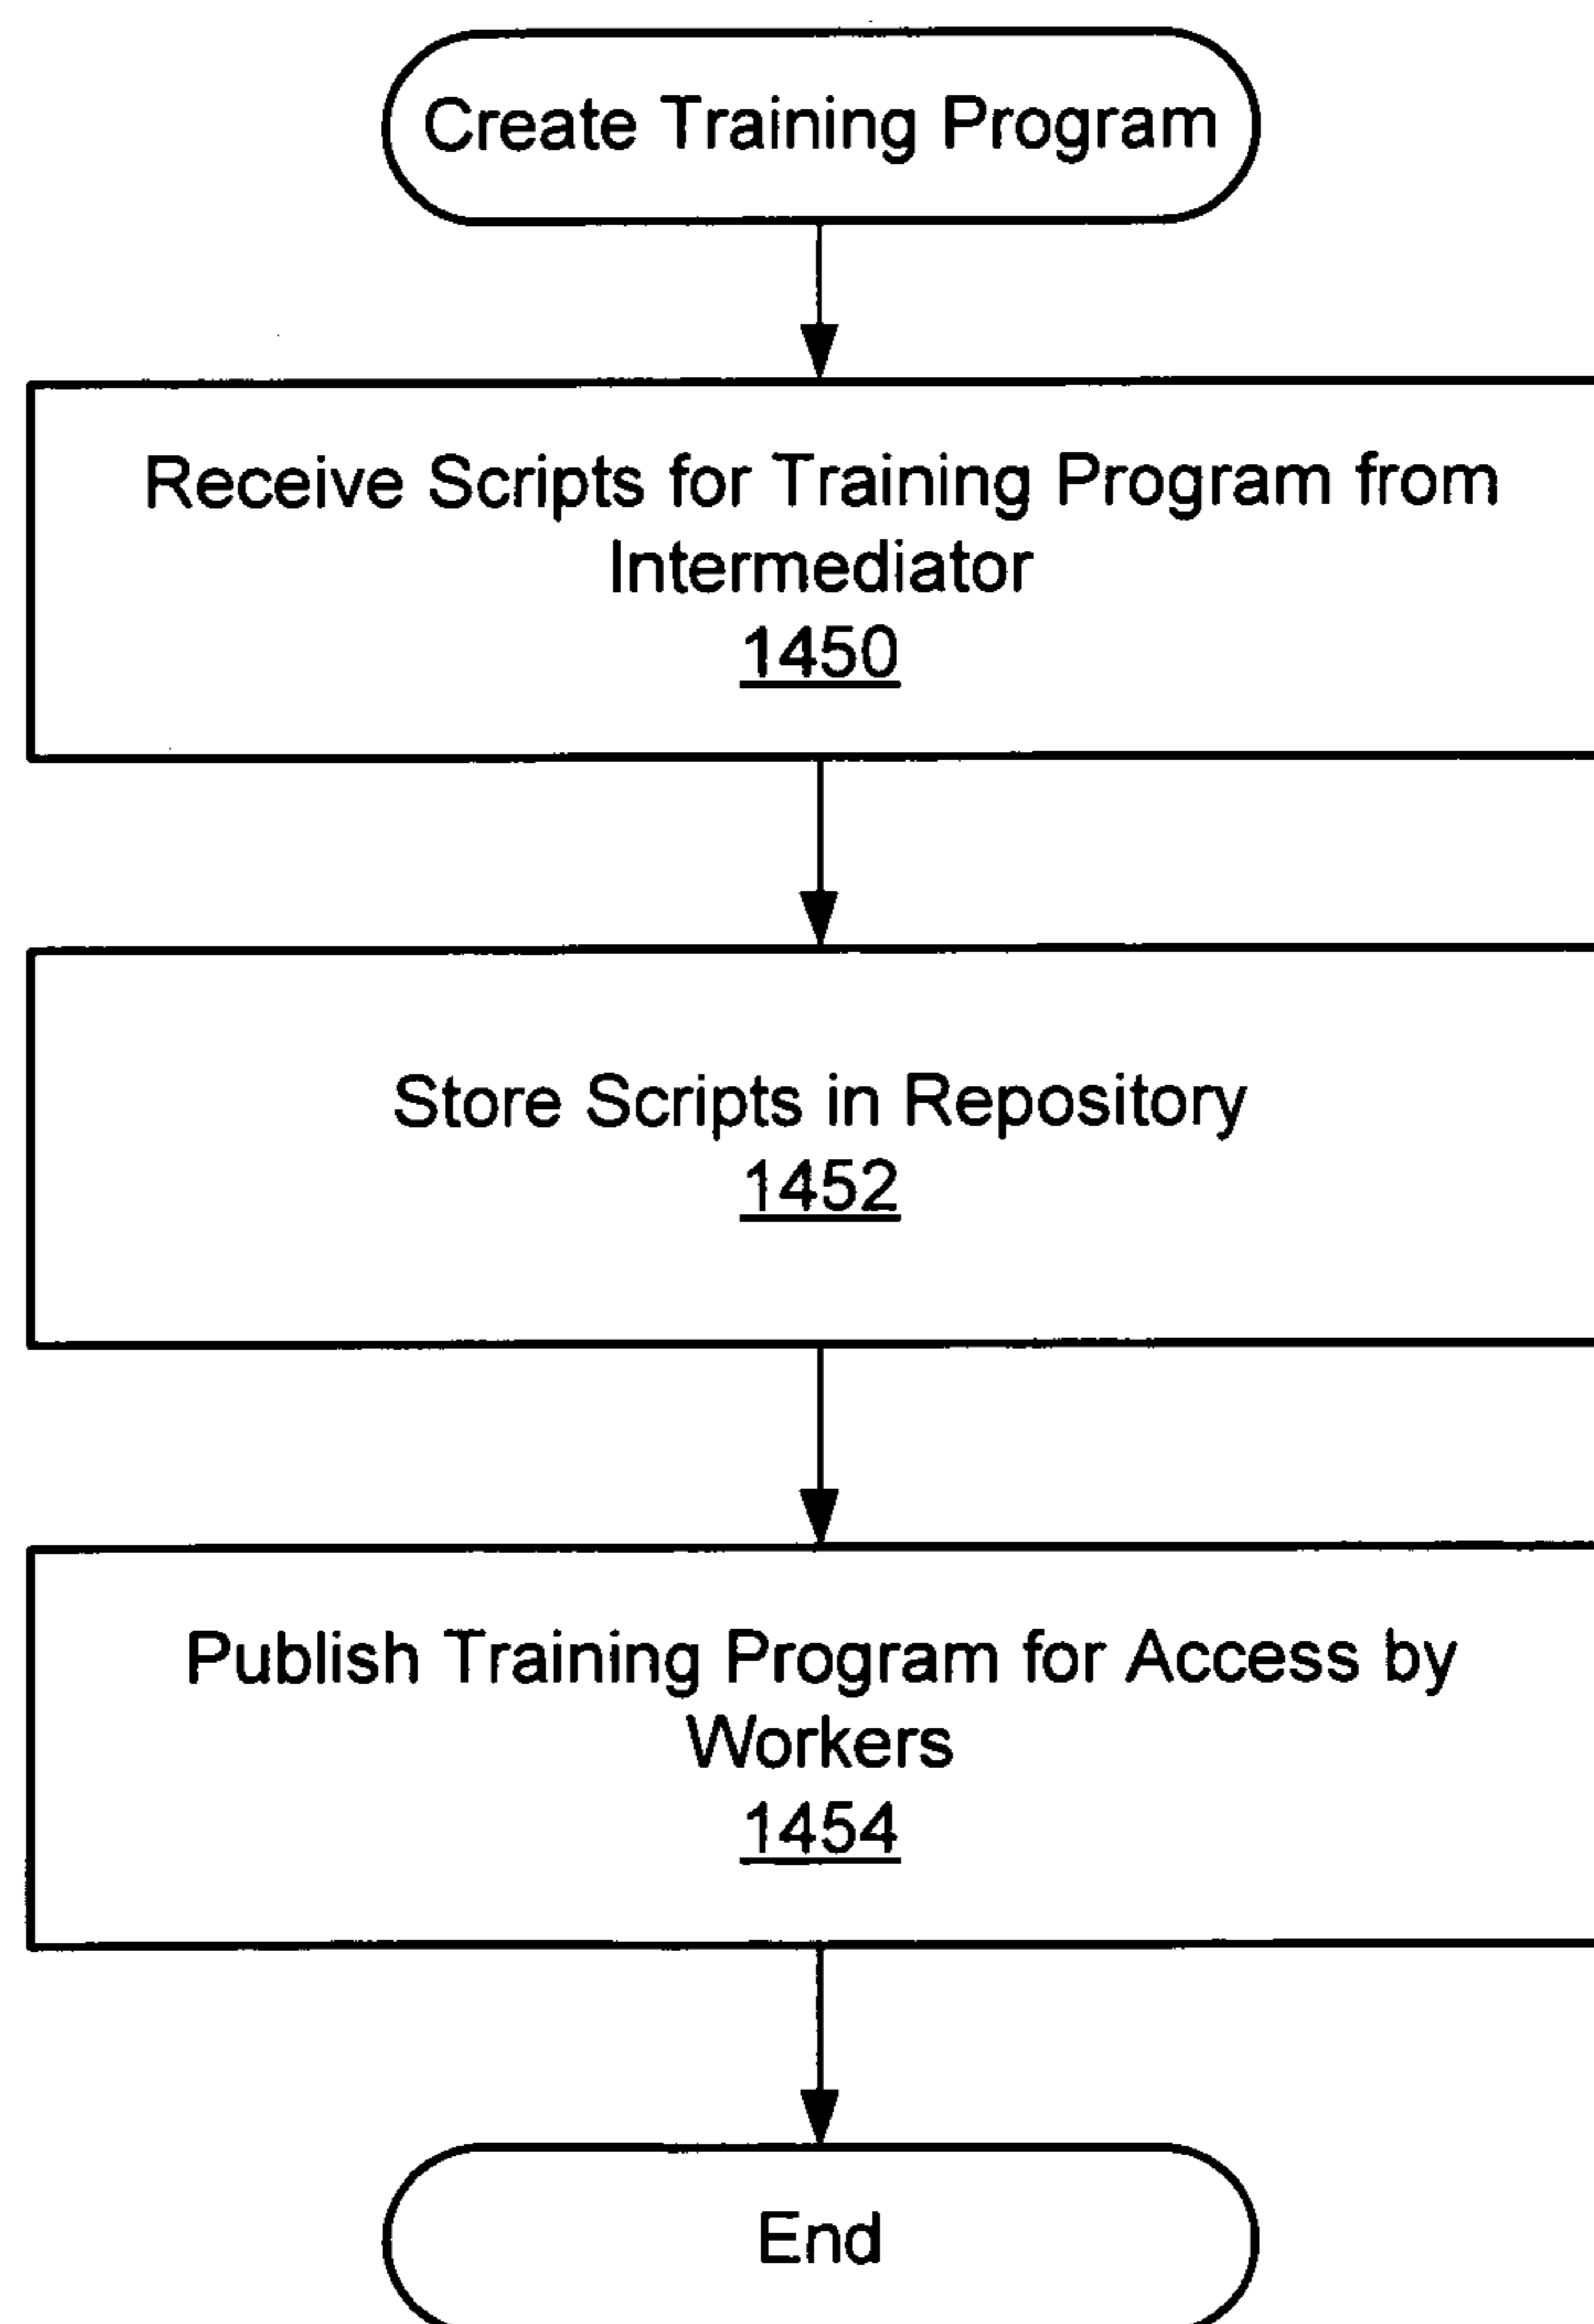 Create Training Program
Receive Scripts for Training Program from
Intermediator
1450
Store Scripts in Repository
1452
Publish Training Program for Access by
Workers
1454
End